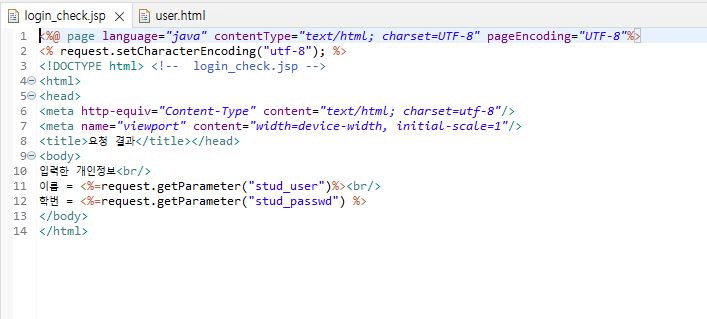 login_check.jsp user.html
1 <%@ page language="java" contentType="text/html; charset=UTF-8" pageEncoding="UTF-8"%>
2 <% request.setCharacterEncoding("utf-8"); %>
3 <!DOCTYPE html> <!-- login_check.jsp -->
4 <html>
5 <head>
6 <meta http-equiv="Content-Type" content="text/html; charset=utf-8"/>
7 <meta name="viewport" content="width=device-width, initial-scale=1"/>
8 <title>요청 결과</title></head>
9 <body>
10 입력한 개인정보<br/>
11 이름 = <%=request.getParameter("stud_user")%><br/>
12 학번 = <%=request.getParameter("stud_passwd") %>
13 </body>
14 </html>